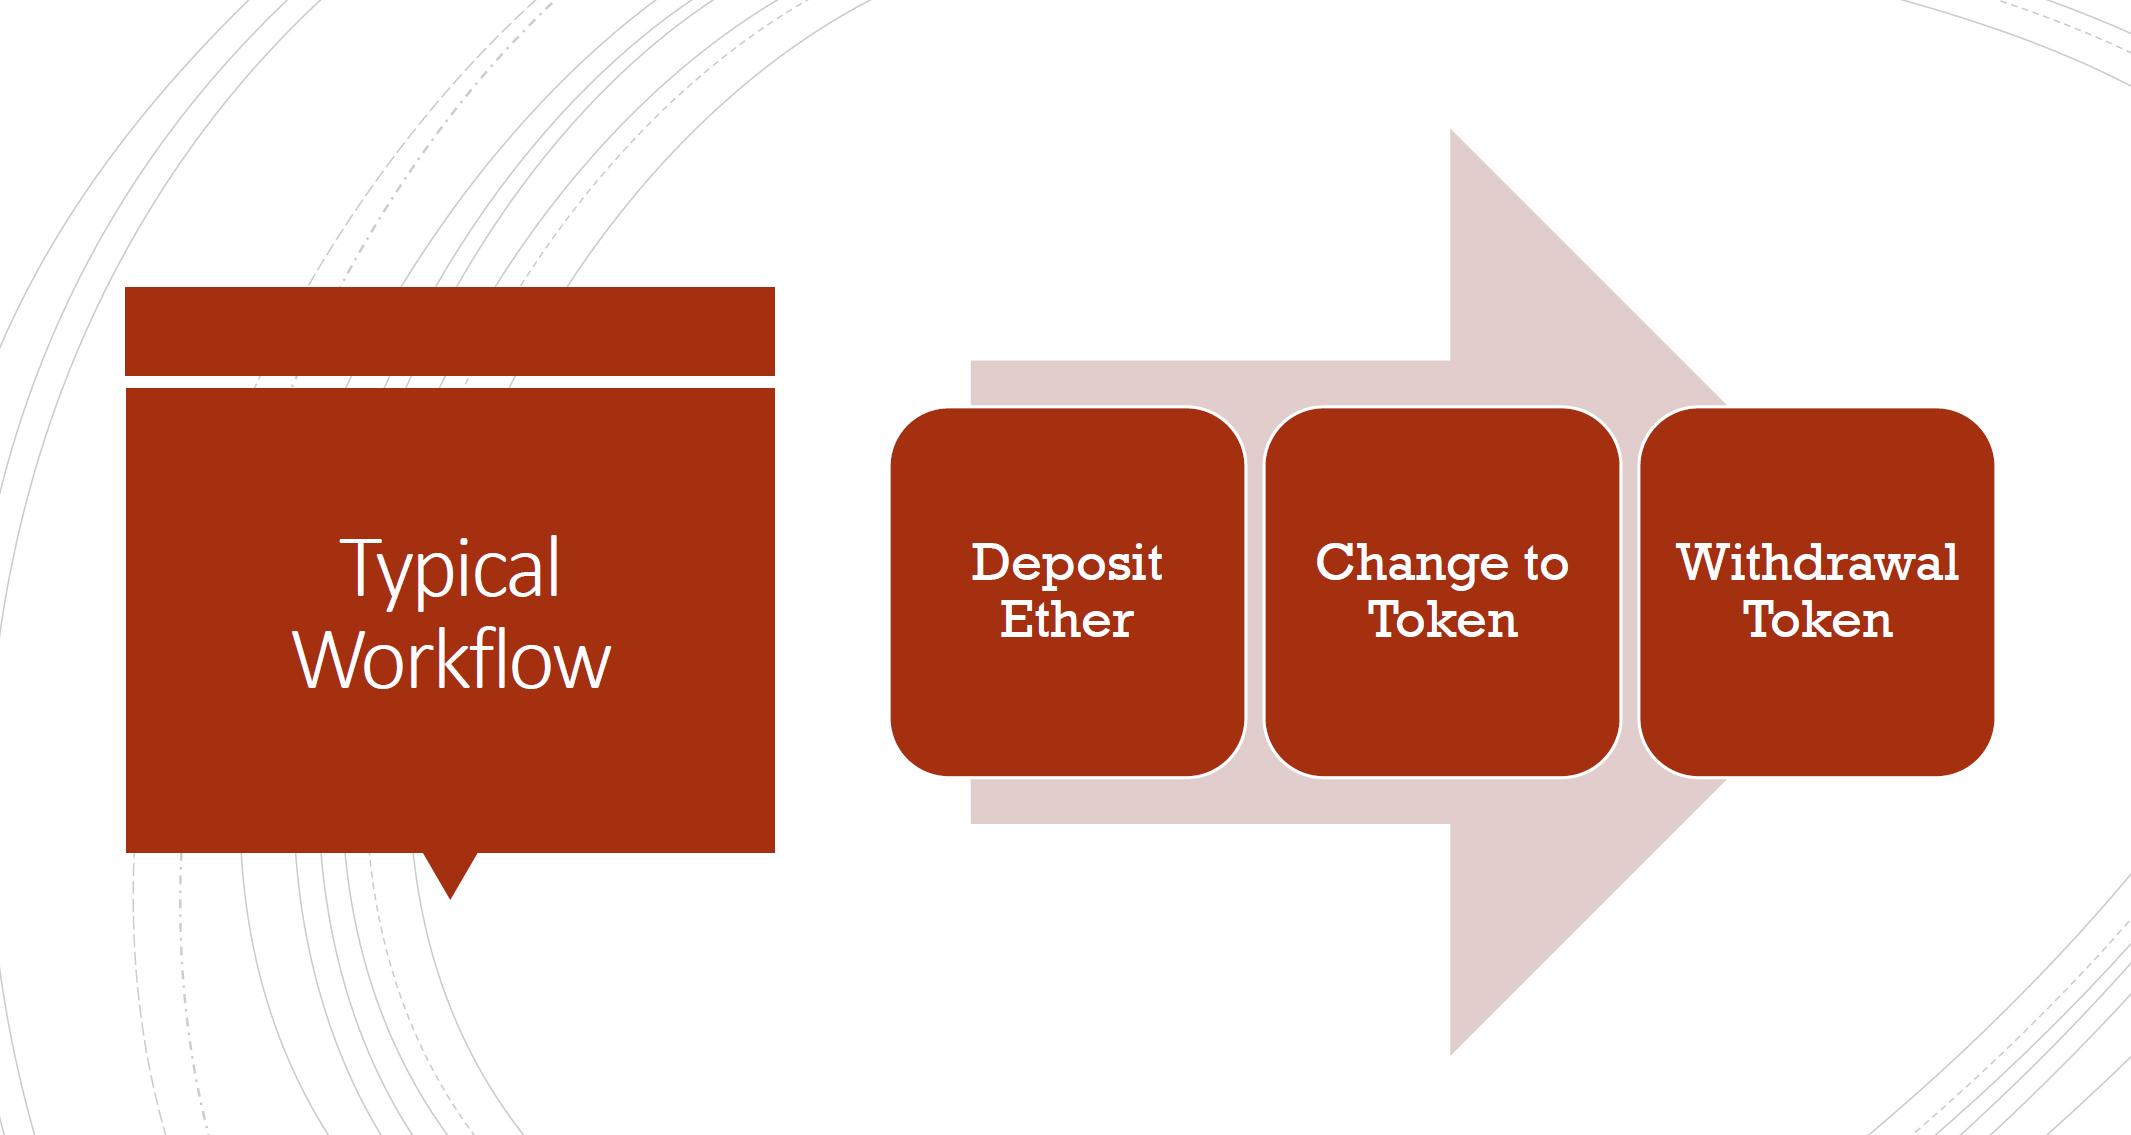 Typical
Workflow
Deposit
Ether
Change to
Token
Withdrawal
Token